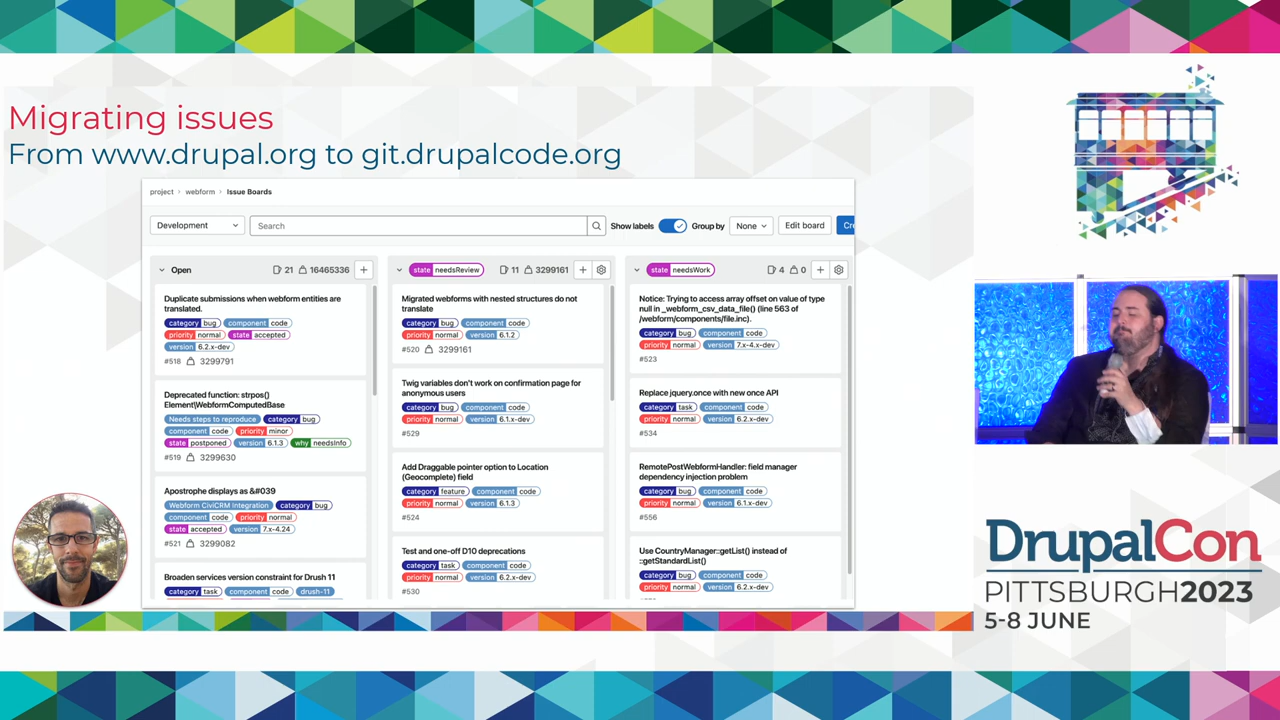 Migrating issues
From www.drupal.org to git.drupalcode.org
project > webform > Issue Boards
Development
Search
Show labels
Group by
None
Edit board
Open
21
16465336
Duplicate submissions when webform entities are
translated.
category bug component code
priority normal state accepted
version 6.2.x-dev
#518 3299791
Deprecated function: strpos()
Element\WebformComputedBase
Needs steps to reproduce category bug
component code priority minor
state postponed version 6.1.3 why needsInfo
#519 3299630
Apostrophe displays as &#039
Webform CiviCRM Integration category bug
component code priority normal
state accepted version 7.x-4.24
#521 3299082
Broaden services version constraint for Drush 11
category task component code drush-11
state needsReview
11
3299161
Migrated webforms with nested structures do not
translate
category bug component code
priority normal version 6.1.2
#520 3299161
Twig variables don't work on confirmation page for
anonymous users
category bug component code
priority normal version 6.1.x-dev
#529
Add Draggable pointer option to Location
(Geocomplete) field
category feature component code
priority normal version 6.1.3
#524
Test and one-off D10 deprecations
category task component code
priority normal version 6.2.x-dev
#530
state needsWork
4
0
Notice: Trying to access array offset on value of type
null in _webform_csv_data_file() (line 563 of
/webform/components/file.inc).
category bug component code
priority normal version 7.x-4.x-dev
#523
Replace jquery.once with new once API
category task component code
priority normal version 6.2.x-dev
#534
RemotePostWebformHandler: field manager
dependency injection problem
category bug component code
priority normal version 6.1.x-dev
#556
Use CountryManager::getList() instead of
::getStandardList()
category bug component code
priority normal version 6.2.x-dev
DrupalCon
PITTSBURGH2023
5-8 JUNE